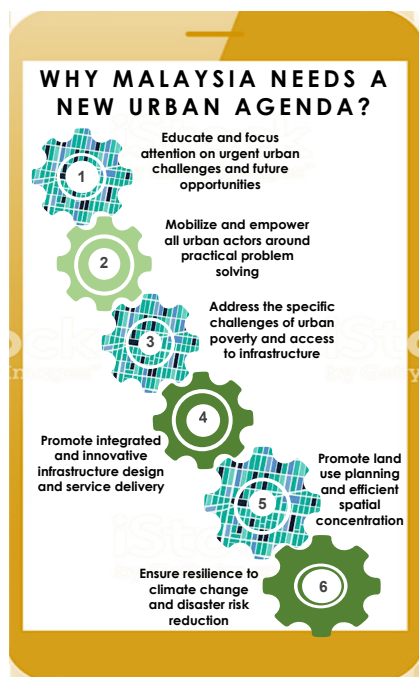 WHY MALAYSIA NEEDS A
NEW URBAN AGENDA?
1
Educate and focus
attention on urgent urban
challenges and future
opportunities
2
Mobilize and empower
all urban actors around
practical problem
solving
3
Address the specific
challenges of urban
poverty and access
to infrastructure
4
Promote integrated
and innovative
infrastructure design
and service delivery
5
Promote land
use planning
and efficient
spatial
concentration
6
Ensure resilience to
climate change
and disaster risk
reduction